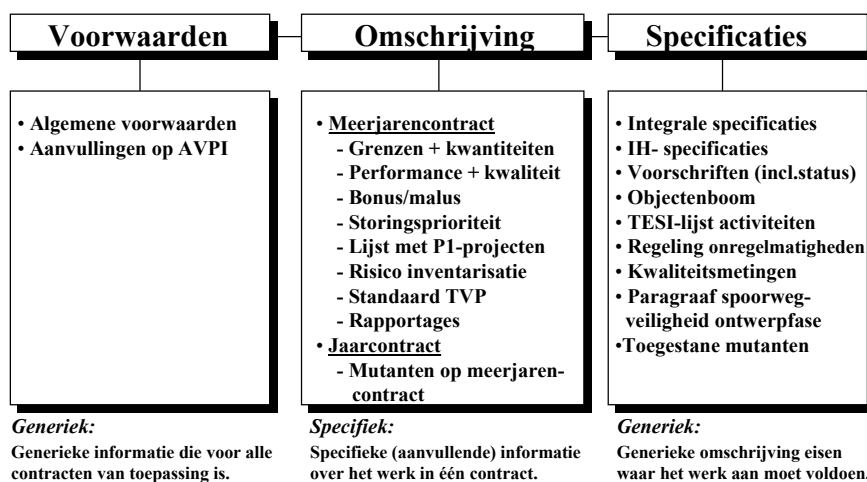 Voorwaarden
• Algemene voorwaarden
• Aanvullingen op AVPI
Generiek:
Generieke informatie die voor alle
contracten van toepassing is.
Omschrijving
• Meerjarencontract
- Grenzen + kwantiteiten
- Performance + kwaliteit
- Bonus/malus
- Storingsprioriteit
- Lijst met P1-projecten
- Risico inventarisatie
- Standaard TVP
- Rapportages
• Jaarcontract
- Mutanten op meerjaren-
contract
Specifiek:
Specifieke (aanvullende) informatie
over het werk in één contract.
Specificaties
• Integrale specificaties
• IH- specificaties
• Voorschriften (incl.status)
• Objectenboom
• TESI-lijst activiteiten
• Regeling onregelmatigheden
• Kwaliteitsmetingen
• Paragraaf spoorweg-
veiligheid ontwerpfase
•Toegestane mutanten
Generiek:
Generieke omschrijving eisen
waar het werk aan moet voldoen.